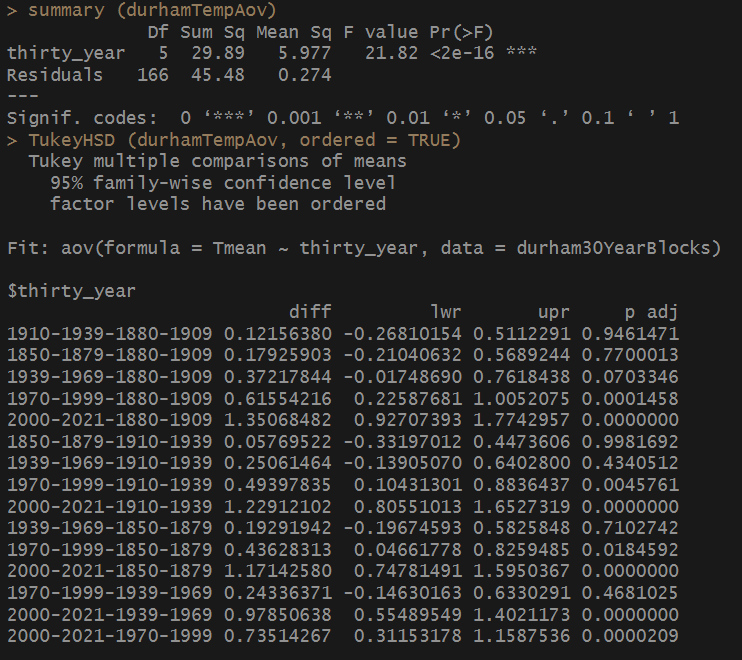 > summary (durhamTempAov)
Df Sum Sq Mean Sq F value Pr(>F)
thirty_year 5 29.89 5.977 21.82 <2e-16 ***
Residuals 166 45.48 0.274
---
Signif. codes: 0 ‘***’ 0.001 ‘**’ 0.01 ‘*’ 0.05 ‘.’ 0.1 ‘ ’ 1
> TukeyHSD (durhamTempAov, ordered = TRUE)
Tukey multiple comparisons of means
95% family-wise confidence level
factor levels have been ordered
Fit: aov(formula = Tmean ~ thirty_year, data = durham30YearBlocks)
$thirty_year
diff lwr upr p adj
1910-1939-1880-1909 0.12156380 -0.26810154 0.5112291 0.9461471
1850-1879-1880-1909 0.17925903 -0.21040632 0.5689244 0.7700013
1939-1969-1880-1909 0.37217844 -0.01748690 0.7618438 0.0703346
1970-1999-1880-1909 0.61554216 0.22587681 1.0052075 0.0001458
2000-2021-1880-1909 1.35068482 0.92707393 1.7742957 0.0000000
1850-1879-1910-1939 0.05769522 -0.33197012 0.4473606 0.9981692
1939-1969-1910-1939 0.25061464 -0.13905070 0.6402800 0.4340512
1970-1999-1910-1939 0.49397835 0.10431301 0.8836437 0.0045761
2000-2021-1910-1939 1.22912102 0.80551013 1.6527319 0.0000000
1939-1969-1850-1879 0.19291942 -0.19674593 0.5825848 0.7102742
1970-1999-1850-1879 0.43628313 0.04661778 0.8259485 0.0184592
2000-2021-1850-1879 1.17142580 0.74781491 1.5950367 0.0000000
1970-1999-1939-1969 0.24336371 -0.14630163 0.6330291 0.4681025
2000-2021-1939-1969 0.97850638 0.55489549 1.4021173 0.0000000
2000-2021-1970-1999 0.73514267 0.31153178 1.1587536 0.0000209